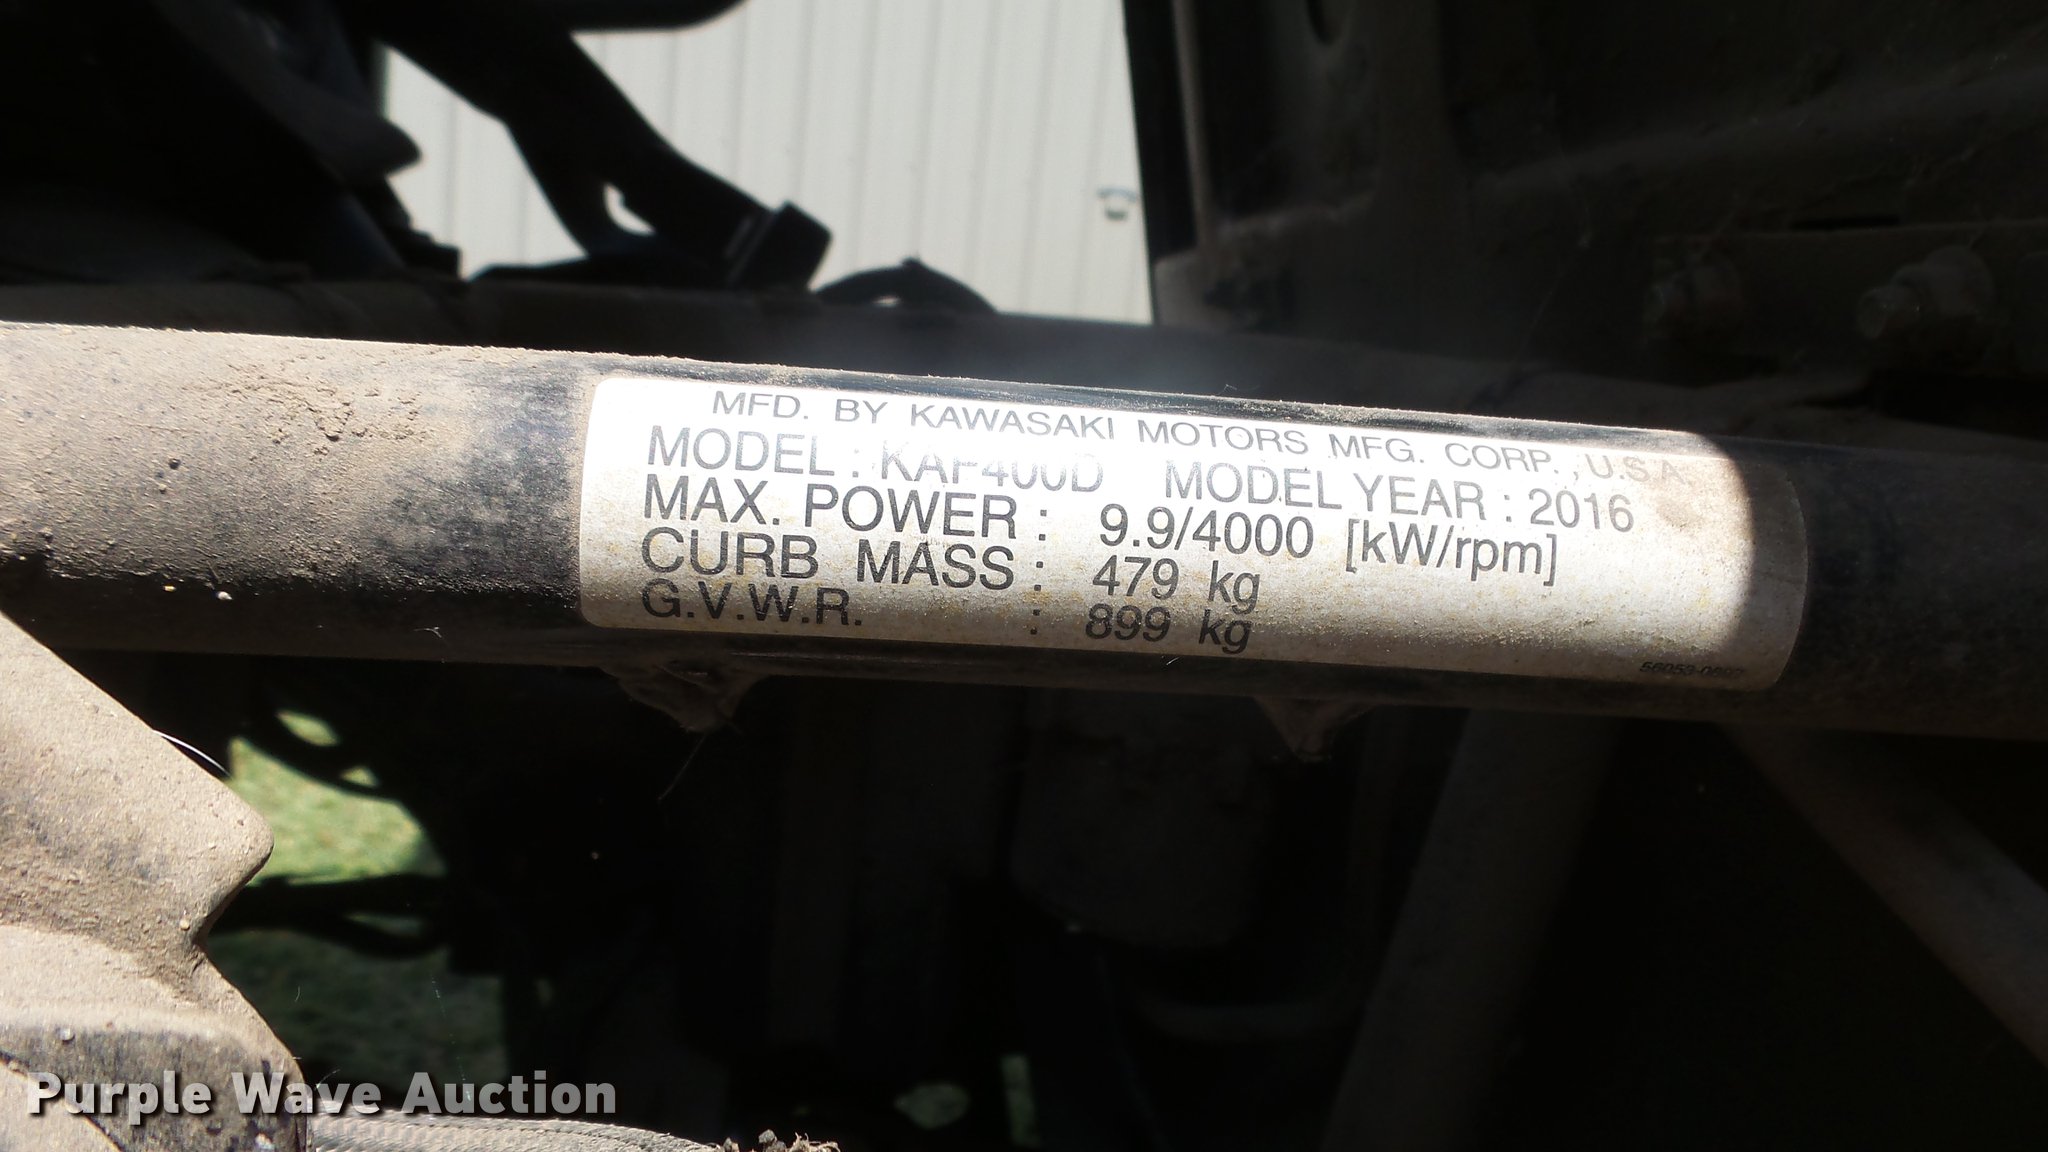 MFD. BY KAWASAKI MOTORS MFG. CORP., U.S.A.
MODEL : KAF400D MODEL YEAR : 2016
MAX. POWER : 9.9/4000 [kW/rpm]
CURB MASS : 479 kg
G.V.W.R. : 899 kg
Purple Wave Auction